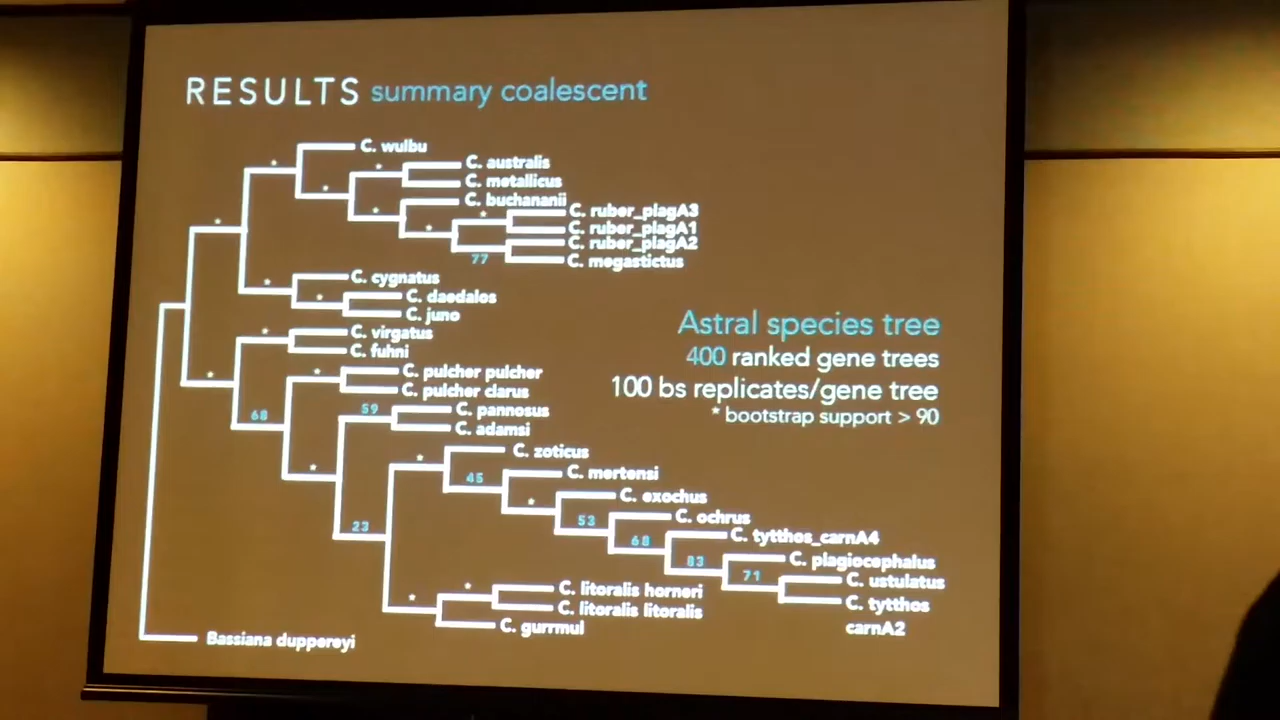 RESULTS summary coalescent
C. wulbu
C. australis
C. metallicus
C. buchananii
C. ruber_plagA3
C. ruber_plagA1
C. ruber_plagA2
C. megastictus
77
C. cygnatus
C. daedalos
C. juno
C. virgatus
C. fuhni
C. pulcher pulcher
C. pulcher clarus
68
59
C. pannosus
C. adamsi
C. zoticus
45
C. mertensi
C. exochus
53
C. ochrus
23
68
C. tytthos_carnA4
83
C. plagiocephalus
71
C. ustulatus
C. tytthos
carnA2
C. litoralis horneri
C. litoralis litoralis
C. gurrmul
Bassiana duppereyi
Astral species tree
400 ranked gene trees
100 bs replicates/gene tree
* bootstrap support > 90